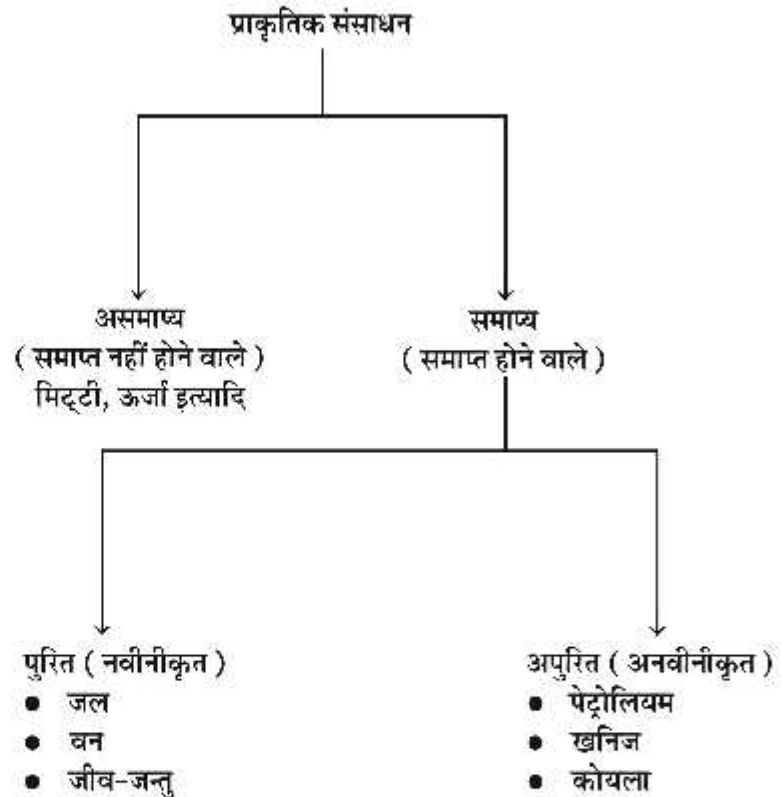 प्राकृतिक संसाधन
असमाप्य
( समाप्त नहीं होने वाले )
मिट्टी, ऊर्जा इत्यादि
समाप्य
( समाप्त होने वाले )
पुरित ( नवीनीकृत )
● जल
● वन
● जीव-जन्तु
अपुरित ( अनवीनीकृत )
● पेट्रोलियम
● खनिज
● कोयला